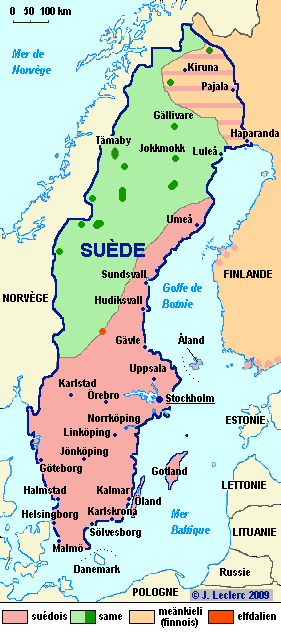 0 50 100 km
Mer de
Norvège
Kiruna
Pajala
Gällivare
Haparanda
Tämaby
Jokkmokk
Luleå
Umeå
SUÈDE
Sundsvall
FINLANDE
Golfe de
Botnie
NORVÈGE
Hudiksvall
Gävle
Åland
Uppsala
Karlstad
Örebro
Stockholm
Norrköping
ESTONIE
Linköping
Jönköping
Göteborg
Gotland
LETTONIE
Halmstad
Kalmar
Öland
Helsingborg
Karlskrona
Mer
Baltique
Sölvesborg
LITUANIE
Malmö
Danemark
Russie
POLOGNE
© J. Leclerc 2009
suédois same meänkieli elfdalien
(finnois)